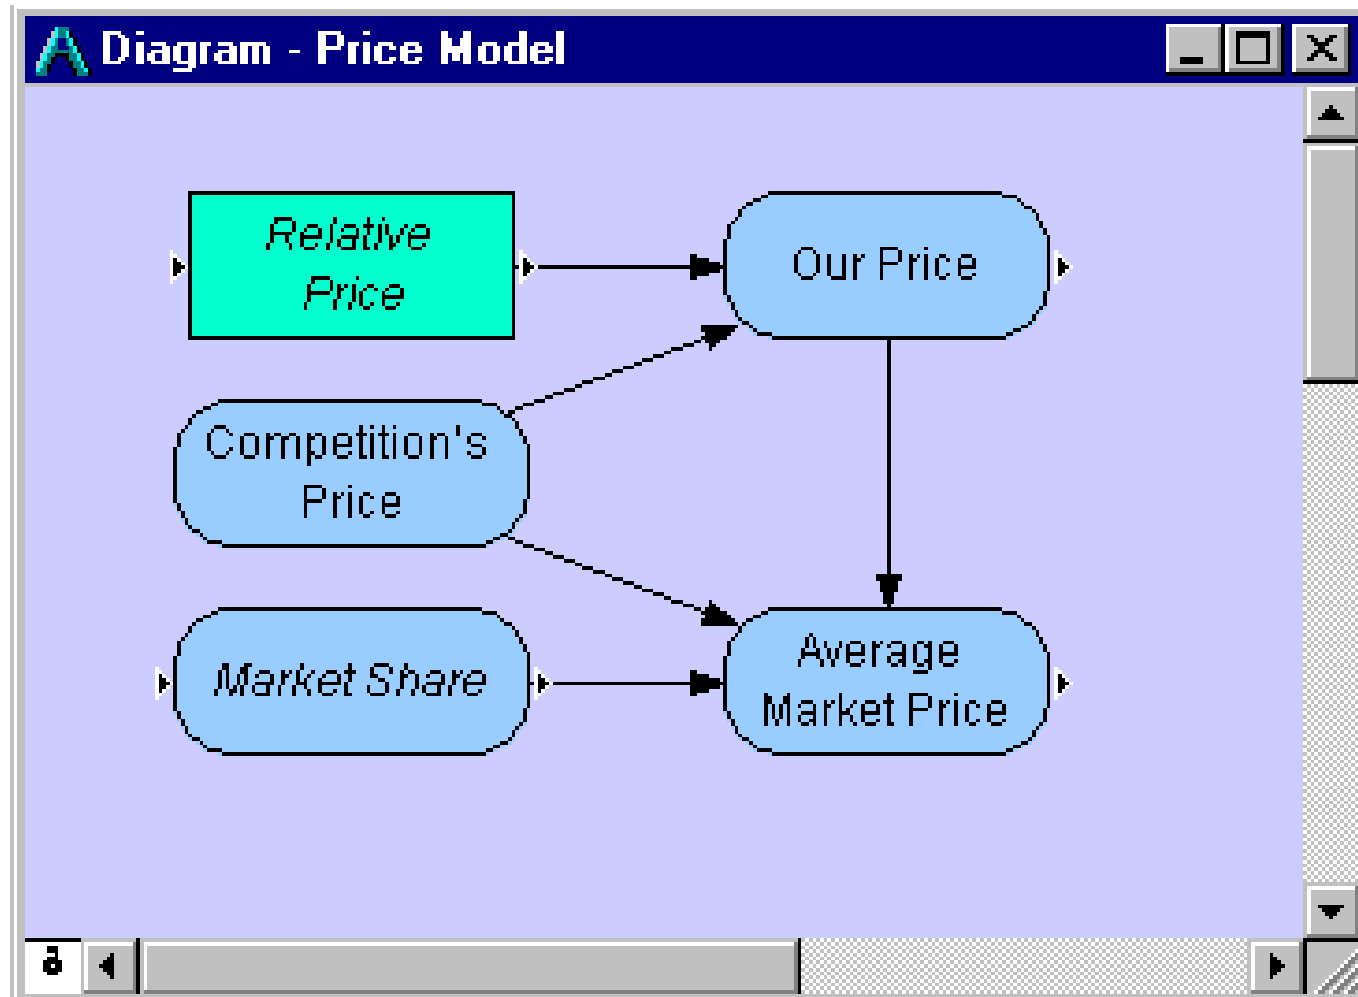 Diagram - Price Model
Relative
Price
Our Price
Competition's
Price
Market Share
Average
Market Price